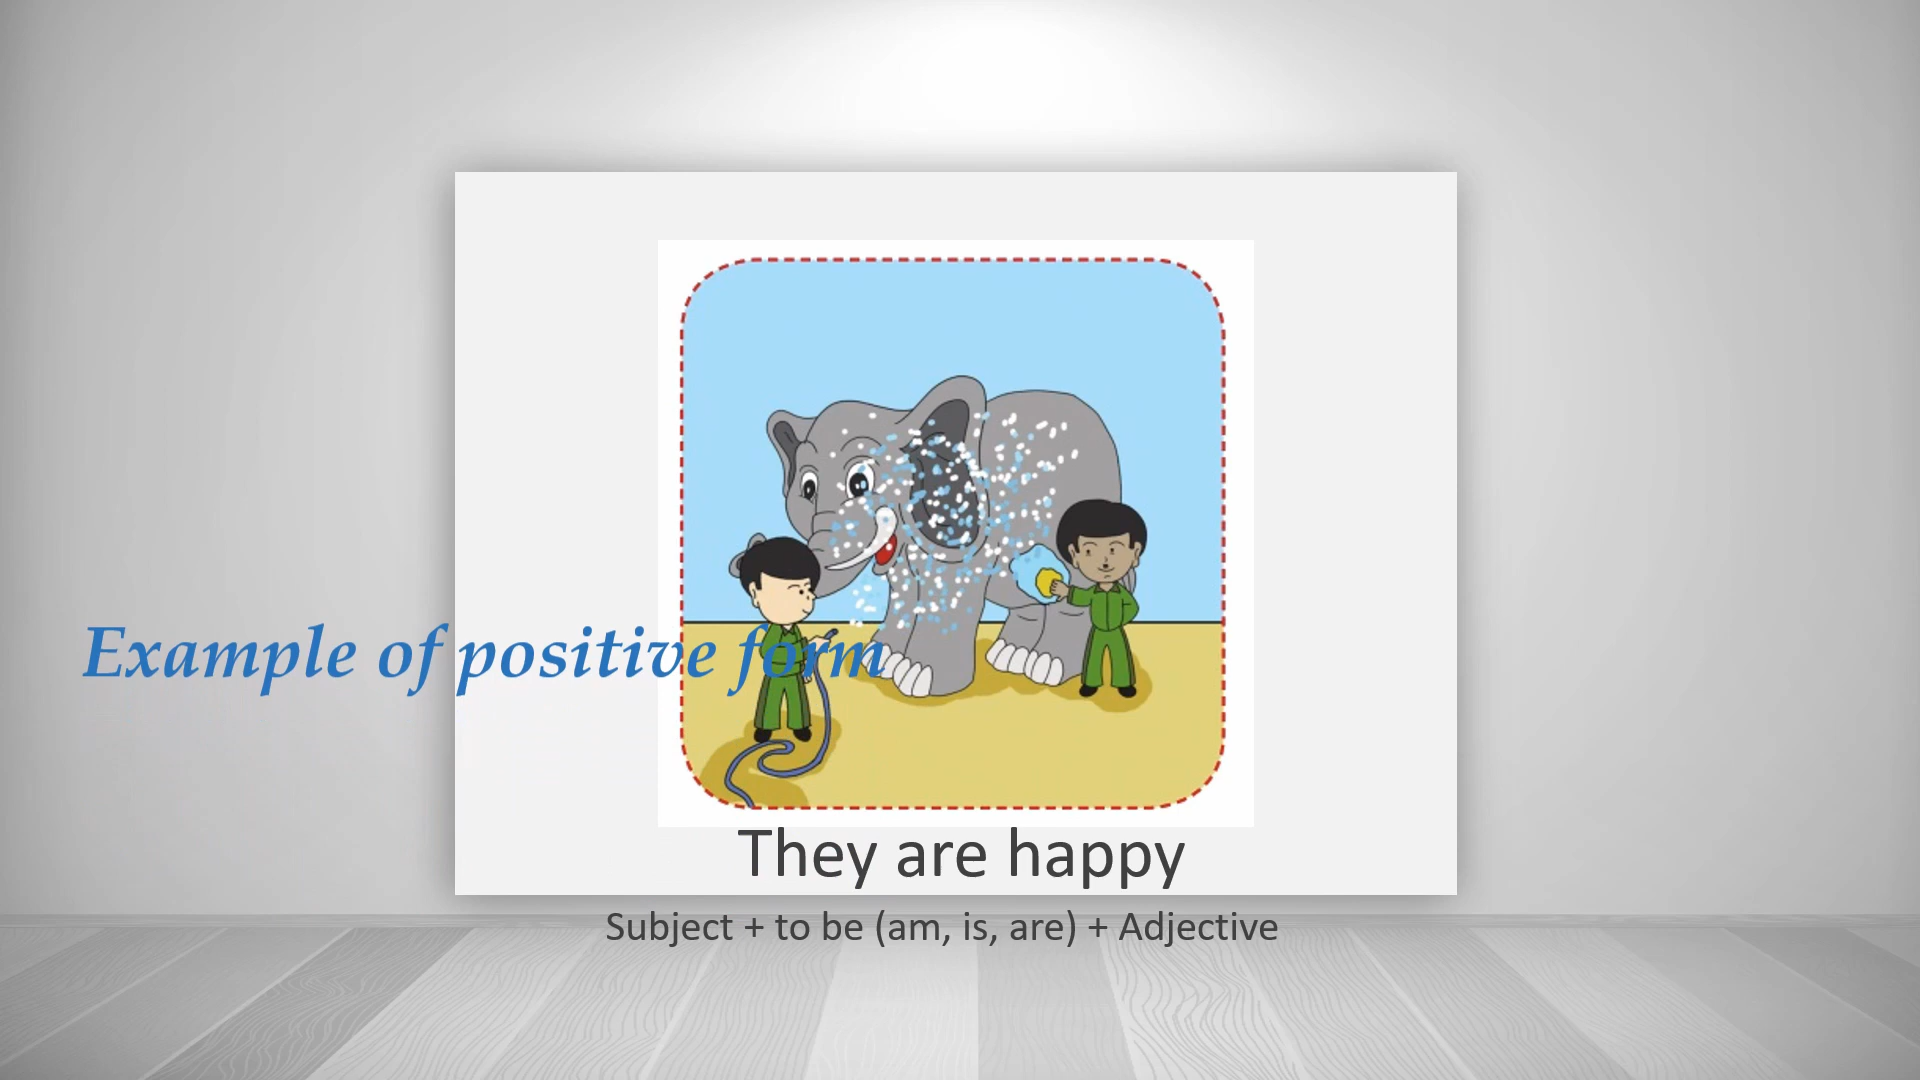 Example of positive form
They are happy
Subject + to be (am, is, are) + Adjective